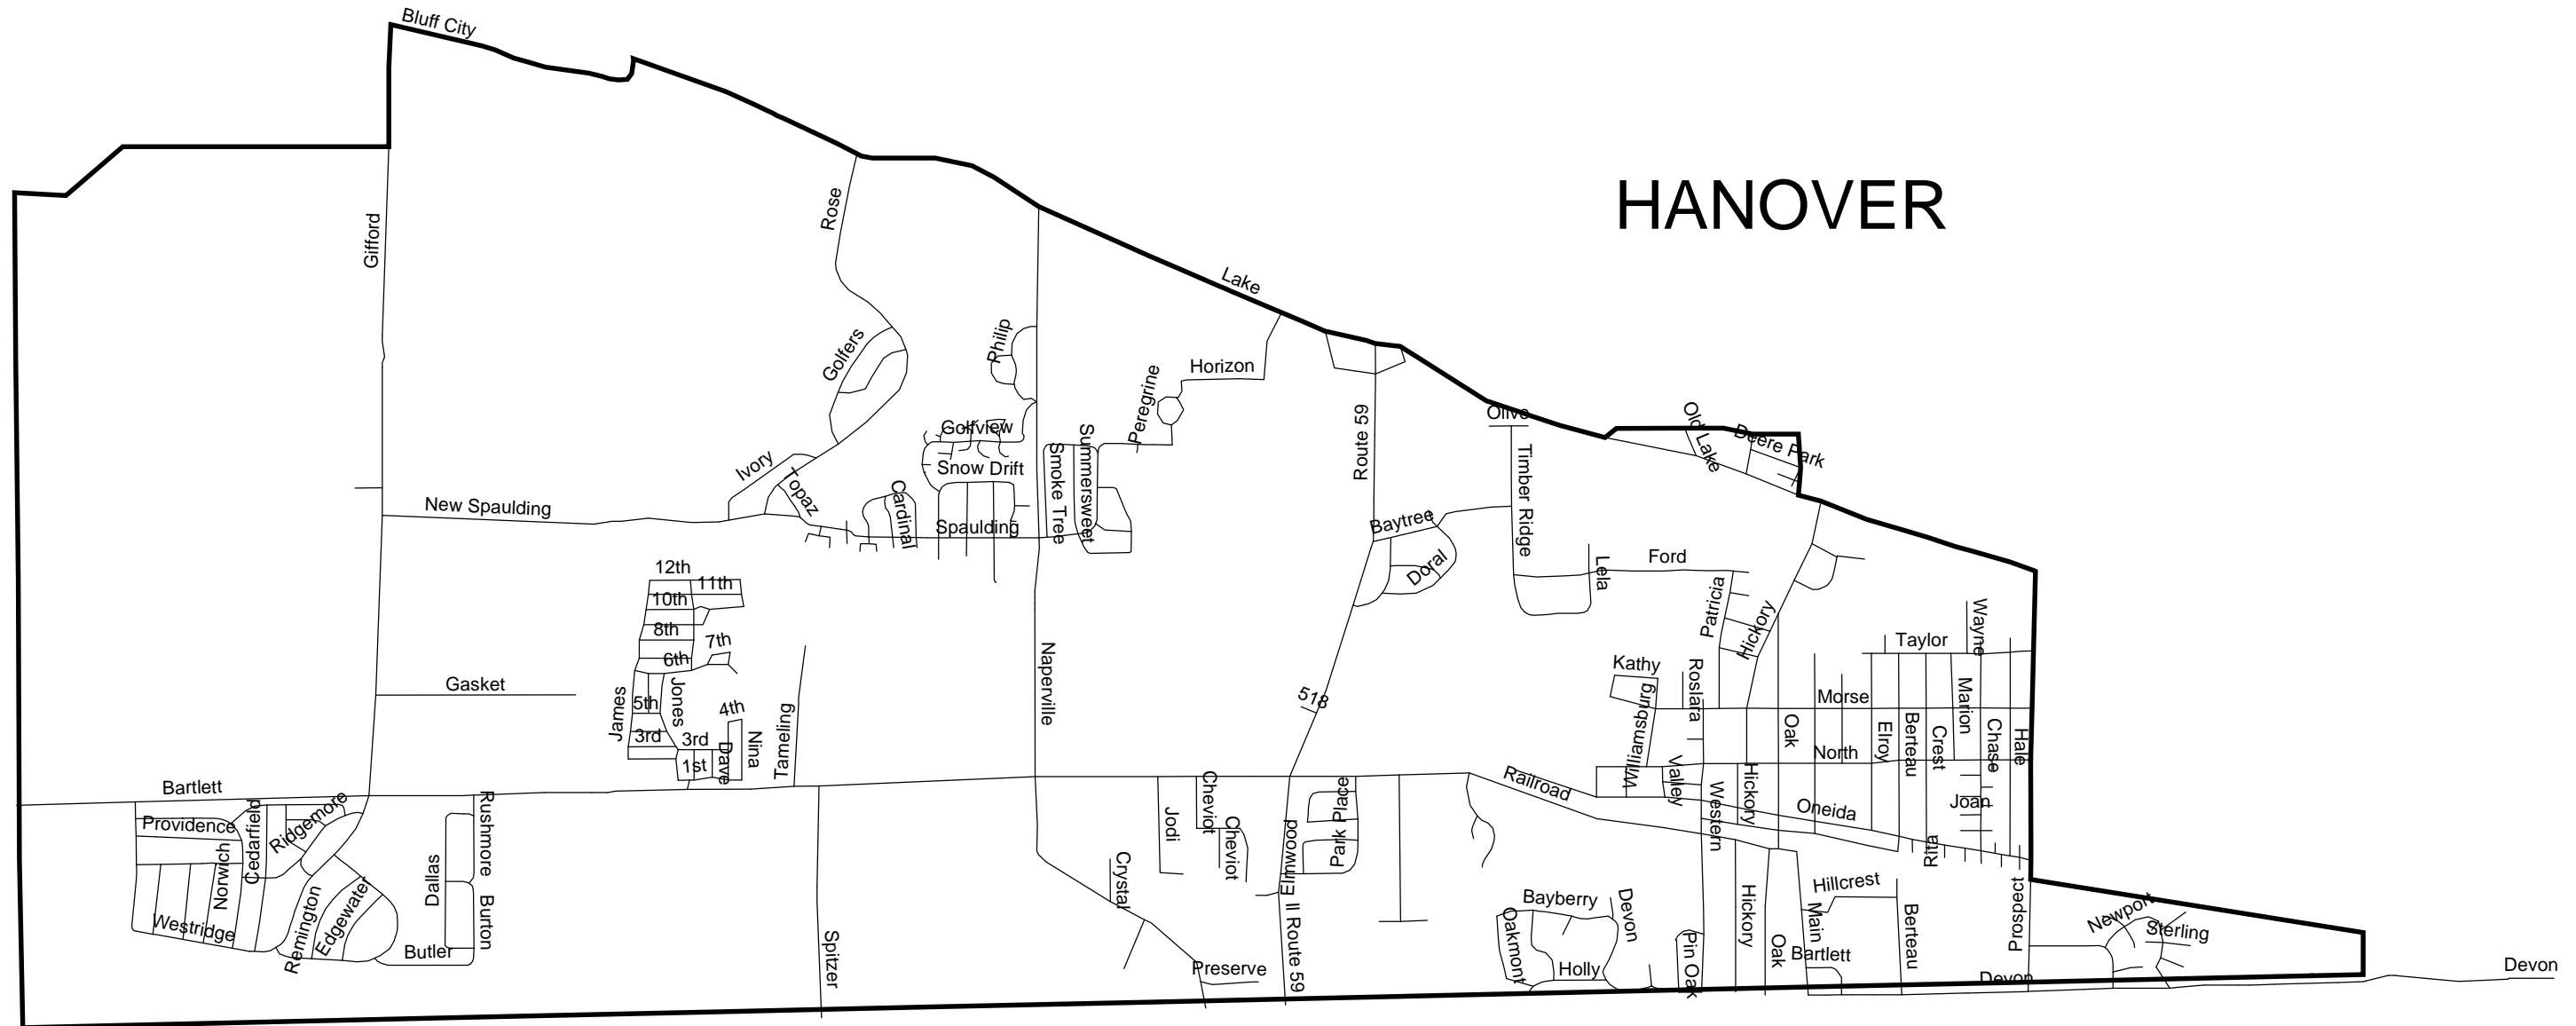 Bluff City
HANOVER
Rose
Gifford
Lake
Philip
Golfers
Horizon
Peregrine
Route 59
Olive
Old Lake
Deere Park
Golfview
Summersweet
Smoke Tree
Timber Ridge
Ivory
Snow Drift
Topaz
Cardinal
New Spaulding
Spaulding
Baytree
Doral
Ford
Lela
12th
11th
10th
8th
7th
6th
Patricia
Hickory
Wayne
Taylor
Kathy
Roslara
Gasket
James
Jones
5th
4th
3rd
3rd
1st
Dave
Nina
Tameling
Naperville
518
Williamsburg
Morse
Marion
Oak
Elroy
Berteau
Crest
Chase
Hale
North
Valley
Western
Hickory
Railroad
Oneida
Joan
Rita
Bartlett
Providence
Cedarfield
Ridgemore
Rushmore
Norwich
Dallas
Westridge
Remington
Edgewater
Burton
Butler
Spitzer
Jodi
Cheviot
Cheviot
Crystal
Elmwood
Park Place
Il Route 59
Preserve
Bayberry
Devon
Oakmont
Holly
Pin Oak
Hickory
Oak
Hillcrest
Main
Bartlett
Berteau
Prospect
Newport
Sterling
Devon
Devon